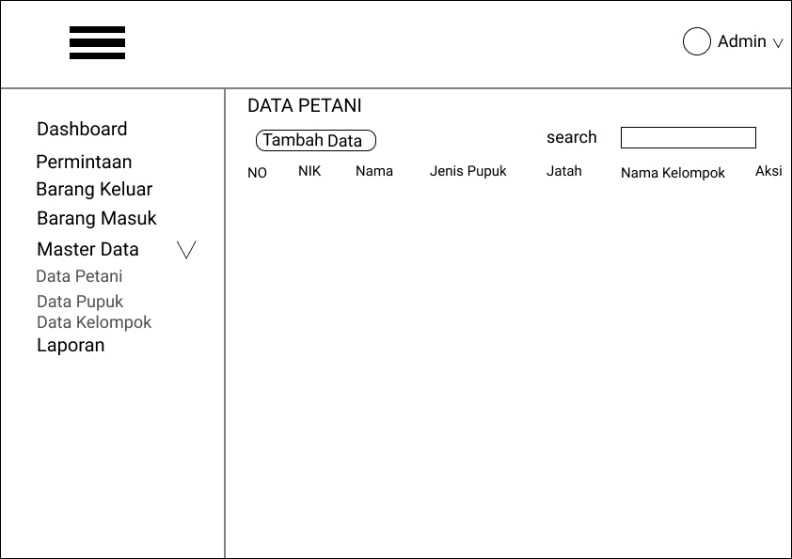 Admin
Dashboard
Permintaan
Barang Keluar
Barang Masuk
Master Data
Data Petani
Data Pupuk
Data Kelompok
Laporan
DATA PETANI
Tambah Data
search
NO NIK Nama Jenis Pupuk Jatah Nama Kelompok Aksi